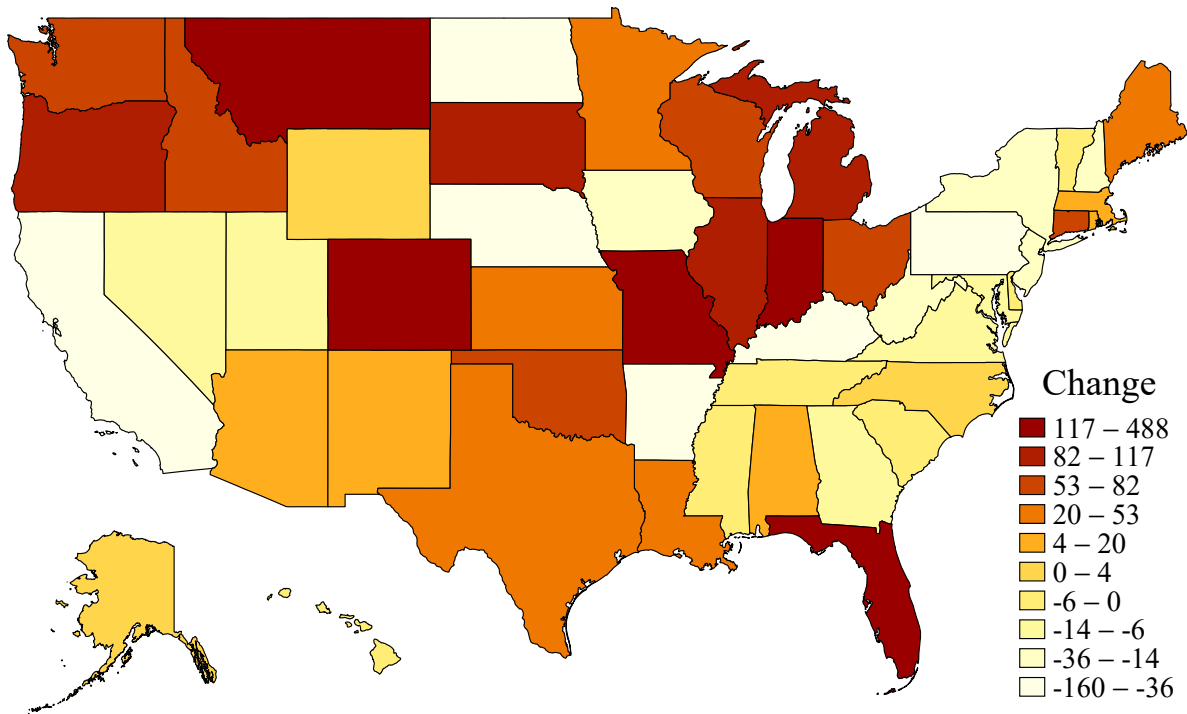 Change
117 – 488
82 – 117
53 – 82
20 – 53
4 – 20
0 – 4
-6 – 0
-14 – -6
-36 – -14
-160 – -36